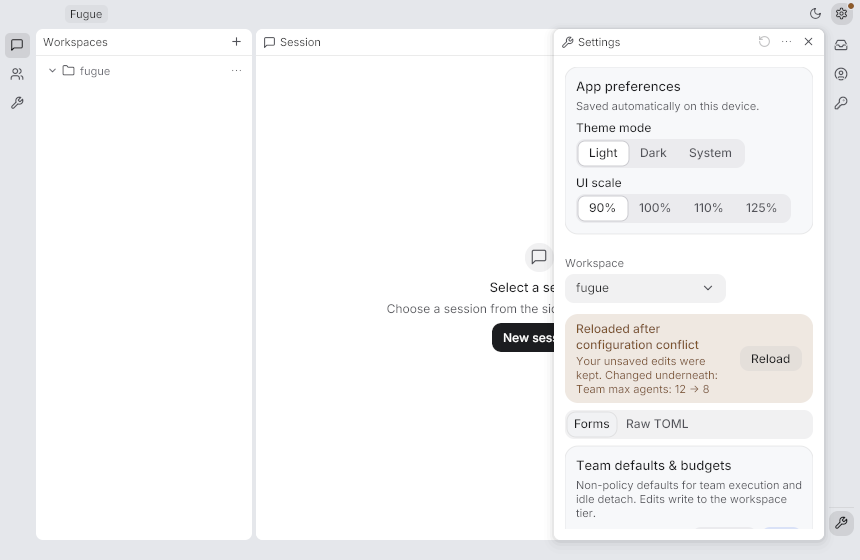 Fugue
Workspaces
fugue
Session
Select a se
Choose a session from the sid
New sess
Settings
App preferences
Saved automatically on this device.
Theme mode
Light Dark System
UI scale
90% 100% 110% 125%
Workspace
fugue
Reloaded after
configuration conflict
Your unsaved edits were
kept. Changed underneath:
Team max agents: 12 → 8
Reload
Forms Raw TOML
Team defaults & budgets
Non-policy defaults for team execution and
idle detach. Edits write to the workspace
tier.